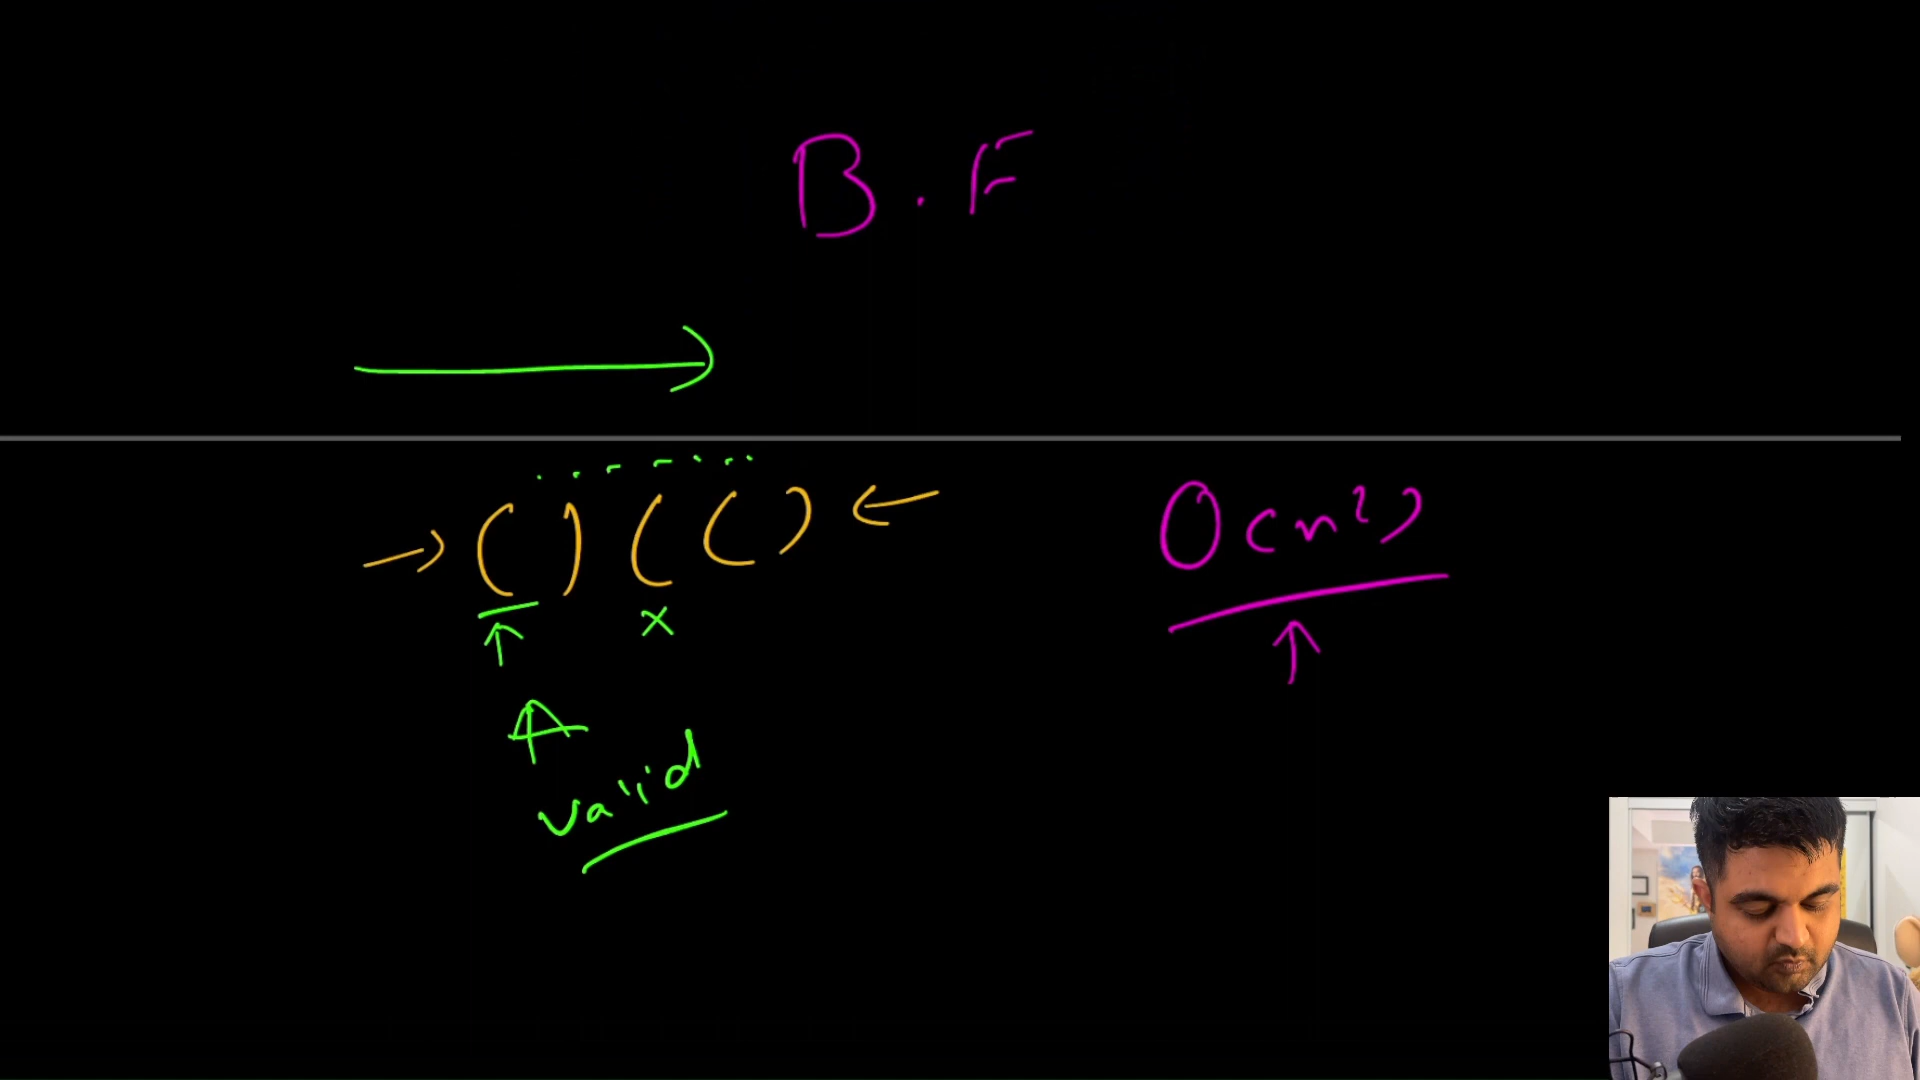 B.F
→ ( ) ( ( ) ← O(n²)
x
valid